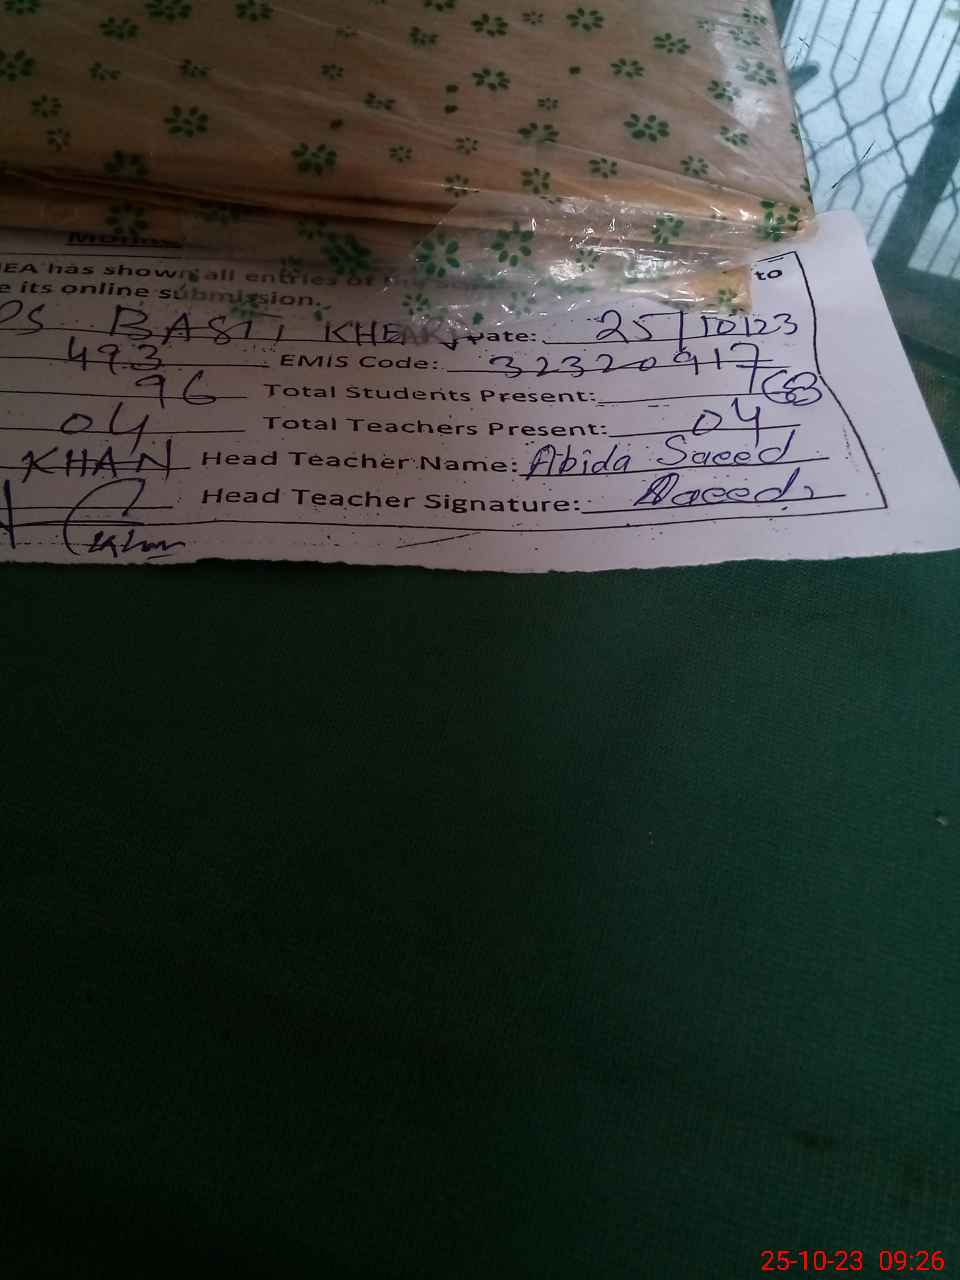 has shown all entries of to
e its online submission.
BASTI Date: 25/10/23
493 EMIS Code: 32320917
96 Total Students Present:
04 Total Teachers Present: 04
KHAN Head Teacher Name: Abida Saeed
Head Teacher Signature: Saeed
Khan
25-10-23 09:26